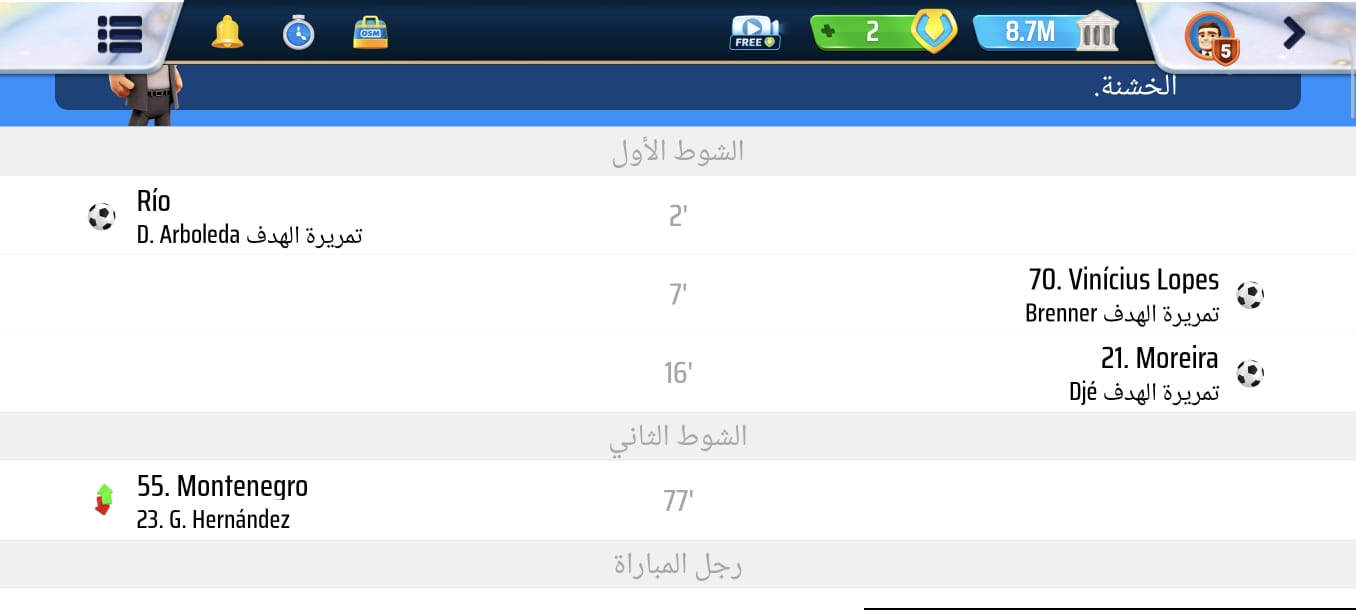 OSM
FREE
2
8.7M
5
الخشنة.
الشوط الأول
Río
D. Arboleda تمريرة الهدف
2'
70. Vinícius Lopes
Brenner تمريرة الهدف
7'
21. Moreira
Djé تمريرة الهدف
16'
الشوط الثاني
55. Montenegro
23. G. Hernández
77'
رجل المباراة